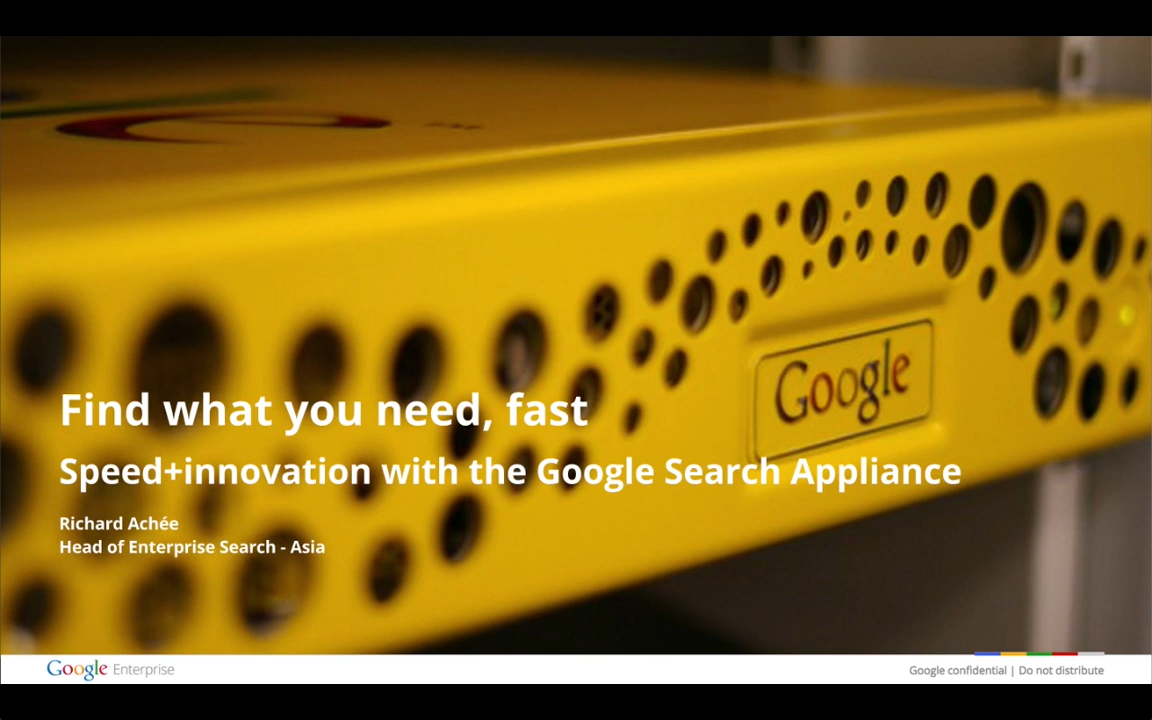 Google
Find what you need, fast
Speed+innovation with the Google Search Appliance
Richard Achée
Head of Enterprise Search - Asia
Google Enterprise
Google confidential | Do not distribute